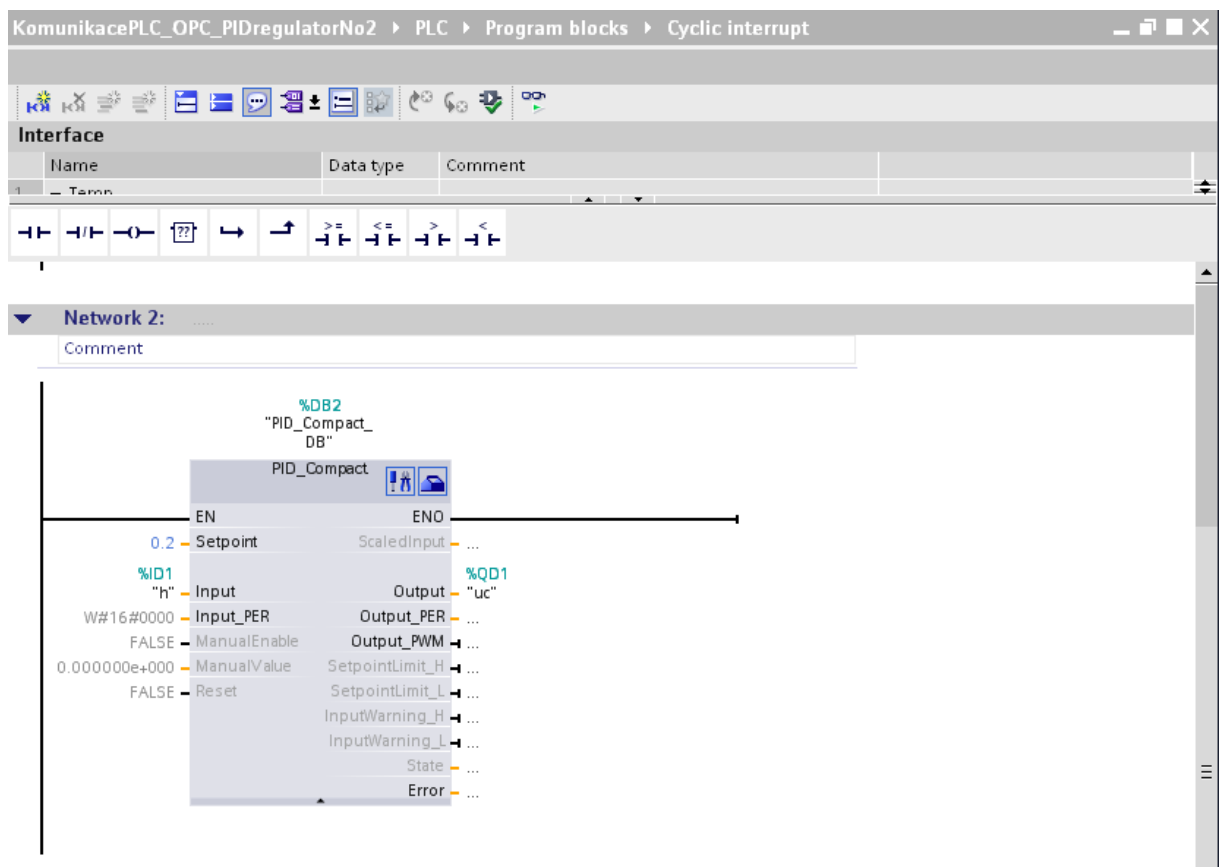 KomunikacePLC_OPC_PIDregulatorNo2 ▸ PLC ▸ Program blocks ▸ Cyclic interrupt
Interface
Name Data type Comment
1 Temp
??
>= <= > <
Network 2: .....
Comment
%DB2
"PID_Compact_
DB"
PID_Compact
EN ENO
0.2 Setpoint ScaledInput ...
%ID1 %QD1
"h" Input Output "uc"
W#16#0000 Input_PER Output_PER ...
FALSE ManualEnable Output_PWM ...
0.000000e+000 ManualValue SetpointLimit_H ...
FALSE Reset SetpointLimit_L ...
InputWarning_H ...
InputWarning_L ...
State ...
Error ...